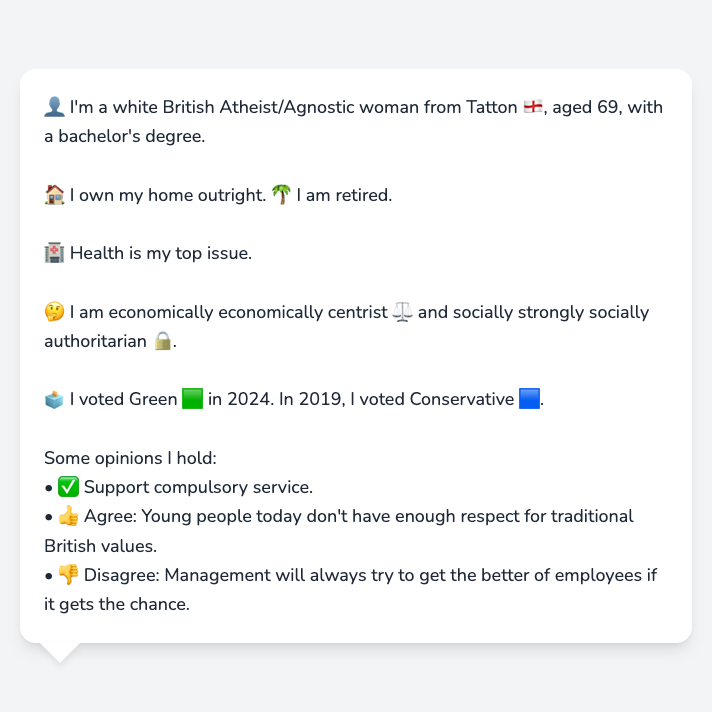 👤 I'm a white British Atheist/Agnostic woman from Tatton 🏴󠁧󠁢󠁥󠁮󠁧󠁿, aged 69, with
a bachelor's degree.
🏠 I own my home outright. 🌴 I am retired.
🏥 Health is my top issue.
🤔 I am economically economically centrist ⚖️ and socially strongly socially
authoritarian 🔒.
🗳️ I voted Green 🟩 in 2024. In 2019, I voted Conservative 🟦.
Some opinions I hold:
• ✅ Support compulsory service.
• 👍 Agree: Young people today don't have enough respect for traditional
British values.
• 👎 Disagree: Management will always try to get the better of employees if
it gets the chance.